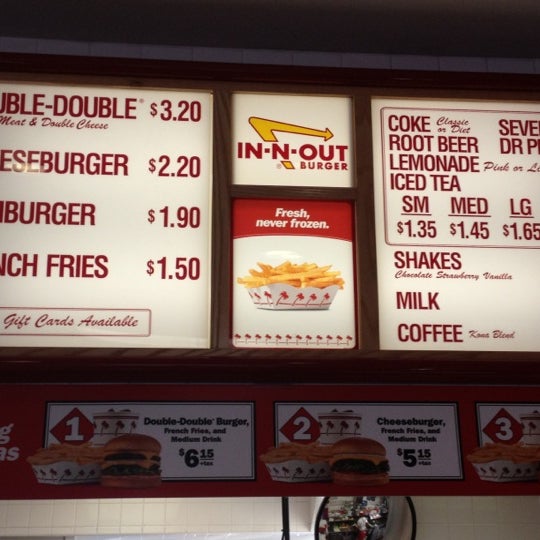 UBLE-DOUBLE® $3.20
Meat & Double Cheese
ESEBURGER $2.20
BURGER $1.90
NCH FRIES $1.50
Gift Cards Available
IN-N-OUT
BURGER
Fresh,
never frozen.
COKE Classic or Diet
ROOT BEER
LEMONADE Pink or Li
ICED TEA
SEVE
DR P
SM MED LG
$1.35 $1.45 $1.65
SHAKES
Chocolate Strawberry Vanilla
MILK
COFFEE Kona Blend
1
Double-Double® Burger,
French Fries, and
Medium Drink
$6.15
+tax
2
Cheeseburger,
French Fries, and
Medium Drink
$5.15
+tax
3